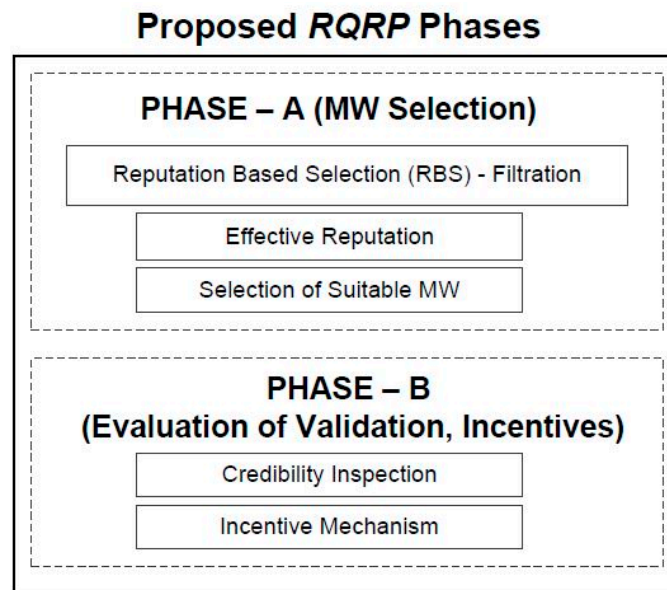 Proposed RQRP Phases
PHASE – A (MW Selection)
Reputation Based Selection (RBS) - Filtration
Effective Reputation
Selection of Suitable MW
PHASE – B
(Evaluation of Validation, Incentives)
Credibility Inspection
Incentive Mechanism